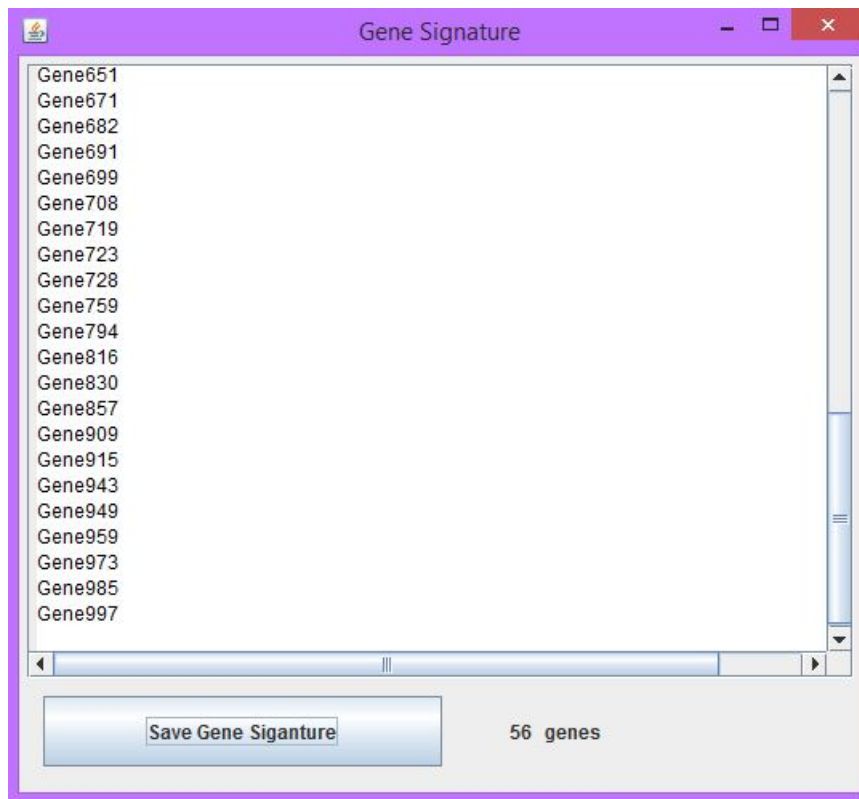 Gene Signature
Gene651
Gene671
Gene682
Gene691
Gene699
Gene708
Gene719
Gene723
Gene728
Gene759
Gene794
Gene816
Gene830
Gene857
Gene909
Gene915
Gene943
Gene949
Gene959
Gene973
Gene985
Gene997
Save Gene Siganture 56 genes